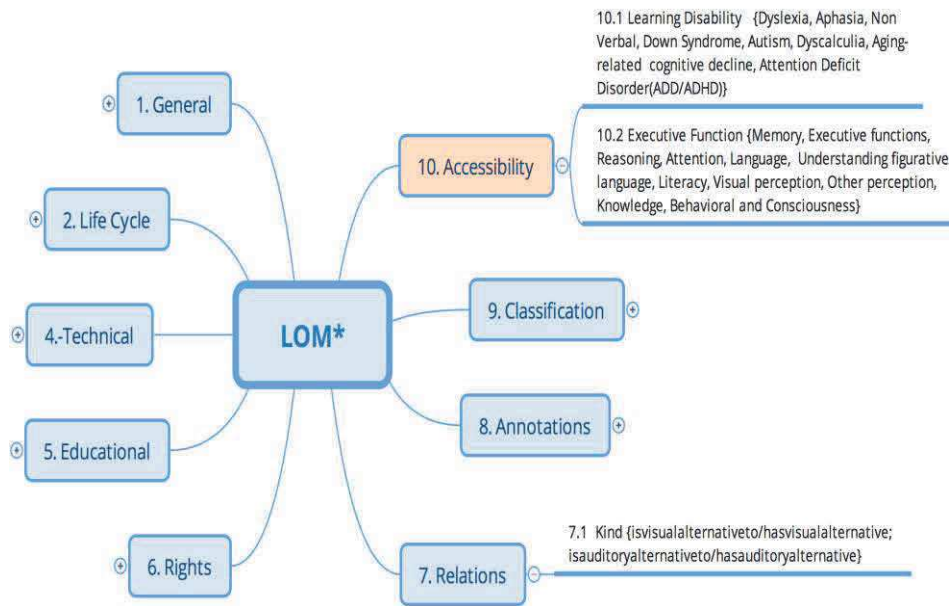 10.1 Learning Disability {Dyslexia, Aphasia, Non
Verbal, Down Syndrome, Autism, Dyscalculia, Aging-
related cognitive decline, Attention Deficit
Disorder(ADD/ADHD)}
1. General
10. Accessibility
10.2 Executive Function {Memory, Executive functions,
Reasoning, Attention, Language, Understanding figurative
language, Literacy, Visual perception, Other perception,
Knowledge, Behavioral and Consciousness}
2. Life Cycle
9. Classification
4.-Technical
LOM*
8. Annotations
5. Educational
7.1 Kind {isvisualalternativeto/hasvisualalternative;
isauditoryalternativeto/hasauditoryalternative}
6. Rights
7. Relations